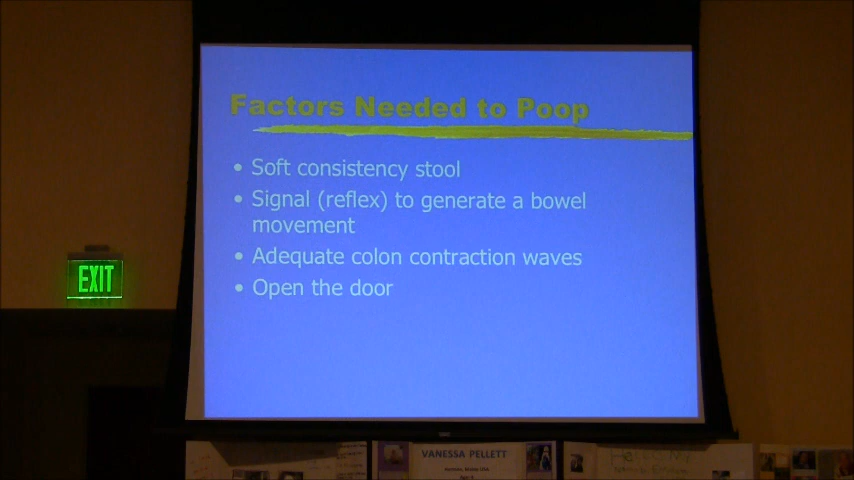 Factors Needed to Poop
• Soft consistency stool
• Signal (reflex) to generate a bowel
movement
• Adequate colon contraction waves
• Open the door
EXIT
VANESSA PELLETT